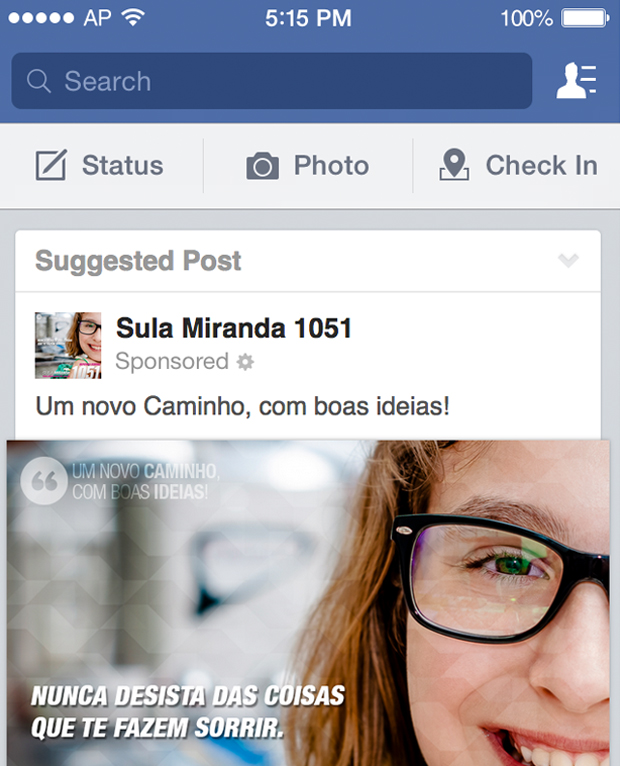 AP 5:15 PM 100%
Search
Status Photo Check In
Suggested Post
Sula Miranda 1051
Sponsored
Um novo Caminho, com boas ideias!
1051
UM NOVO CAMINHO,
COM BOAS IDEIAS!
NUNCA DESISTA DAS COISAS
QUE TE FAZEM SORRIR.